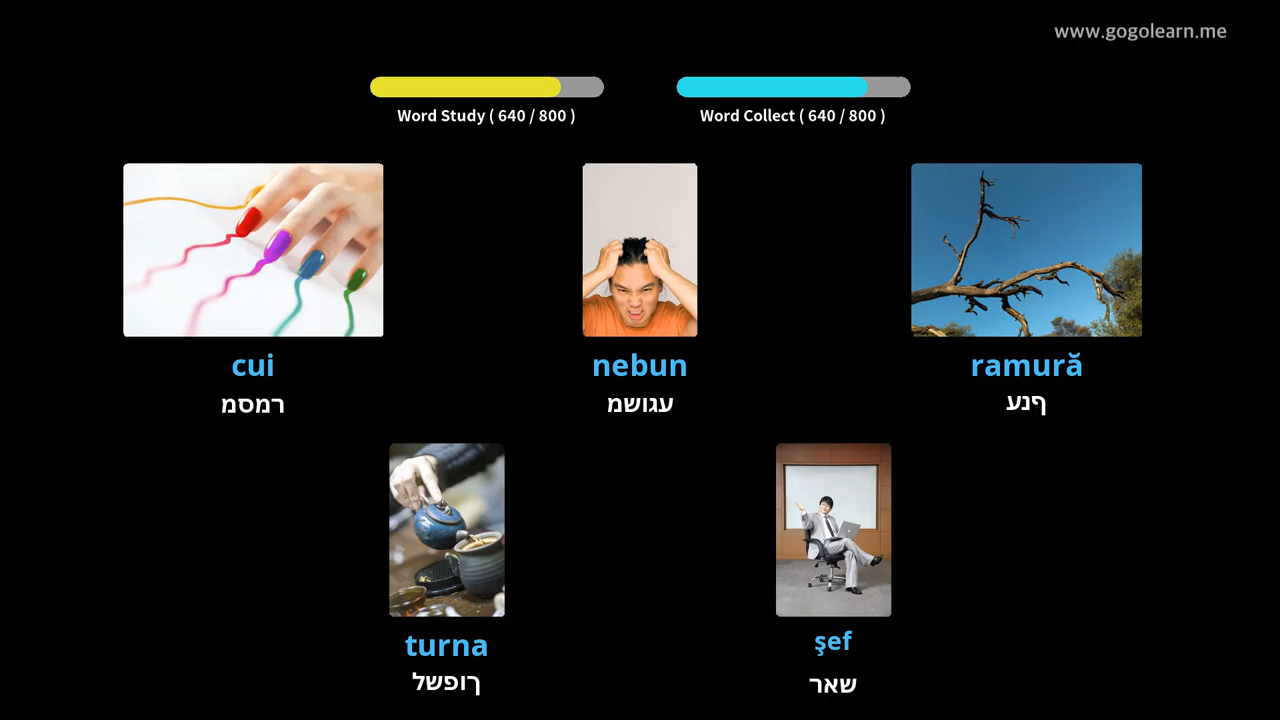 www.gogolearn.me
Word Study ( 640 / 800 )
Word Collect ( 640 / 800 )
cui
רמסמ
nebun
עגושמ
ramură
ףנע
turna
ךופשל
şef
שאר